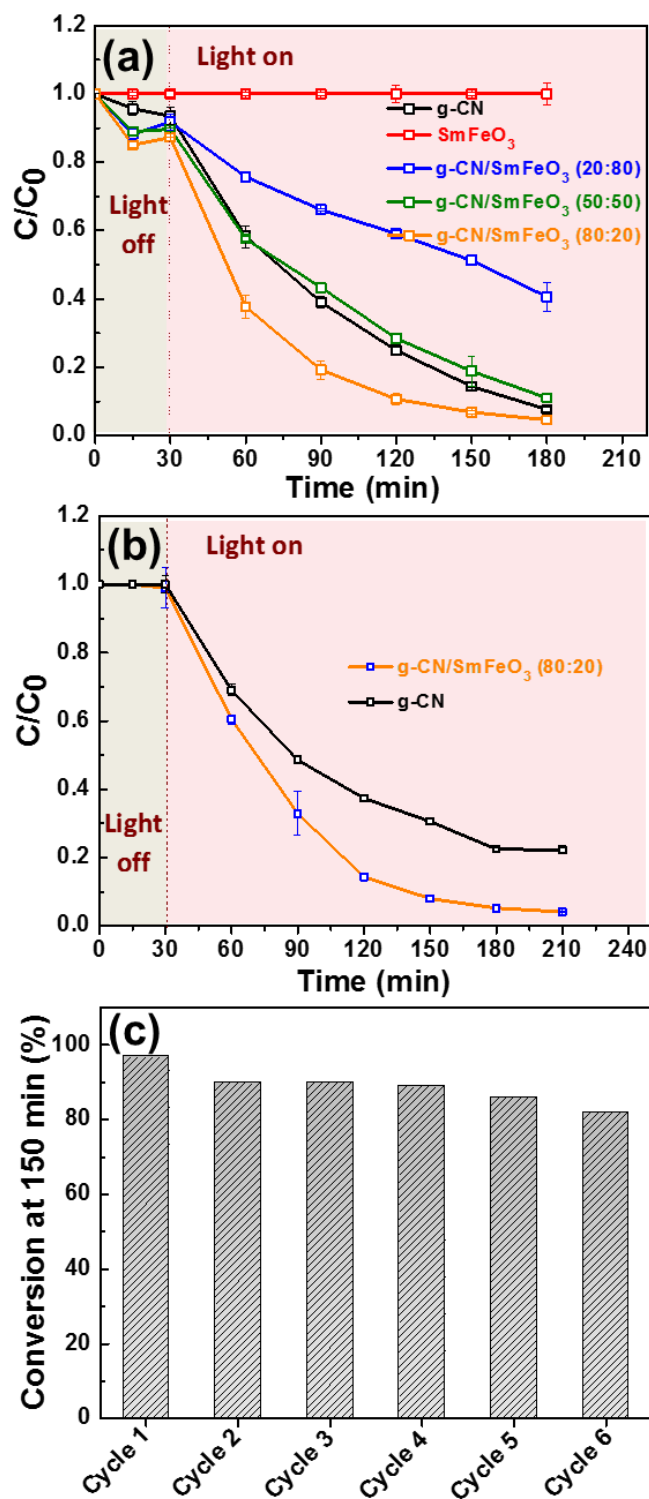 (a)
Light on
Light
off
g-CN
SmFeO₃
g-CN/SmFeO₃ (20:80)
g-CN/SmFeO₃ (50:50)
g-CN/SmFeO₃ (80:20)
C/C₀
1.2
1.0
0.8
0.6
0.4
0.2
0.0
0 30 60 90 120 150 180 210
Time (min)
(b)
Light on
g-CN/SmFeO₃ (80:20)
g-CN
Light
off
C/C₀
1.2
1.0
0.8
0.6
0.4
0.2
0.0
0 30 60 90 120 150 180 210 240
Time (min)
(c)
Conversion at 150 min (%)
100
80
60
40
20
0
Cycle 1 Cycle 2 Cycle 3 Cycle 4 Cycle 5 Cycle 6